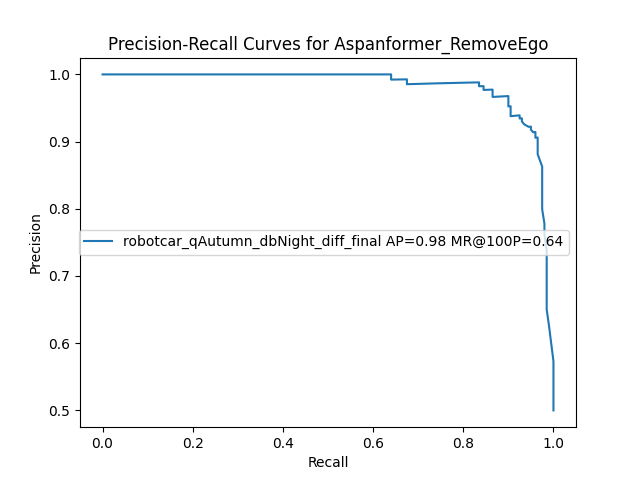 Precision-Recall Curves for Aspanformer_RemoveEgo
1.0
0.9
0.8
0.7
0.6
0.5
Precision
robotcar_qAutumn_dbNight_diff_final AP=0.98 MR@100P=0.64
0.0 0.2 0.4 0.6 0.8 1.0
Recall